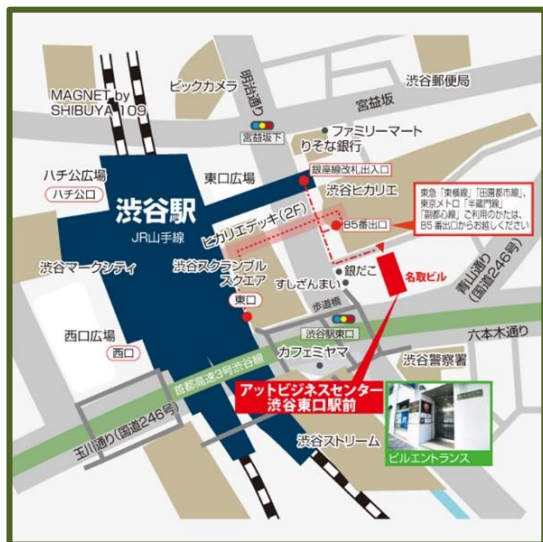 ビックカメラ
明治通り
宮益坂
渋谷郵便局
MAGNET by
SHIBUYA 109
宮益坂下
ファミリーマート
りそな銀行
ハチ公広場
ハチ公口
東口広場
銀座線改札出入口
渋谷ヒカリエ
渋谷駅
JR山手線
ヒカリエデッキ(2F)
B5番出口
東急「東横線」「田園都市線」、
東京メトロ「半蔵門線」
「副都心線」ご利用のかたは、
B5 番出口からお越しください
渋谷マークシティ
渋谷スクランブル
スクエア
東口
すしざんまい
銀だこ
名取ビル
青山通り
(国道246号)
歩道橋
西口広場
西口
渋谷駅東口
六本木通り
カフェミヤマ
渋谷警察署
首都高速3号渋谷線
アットビジネスセンター
渋谷東口駅前
玉川通り(国道246号)
渋谷ストリーム
ビルエントランス